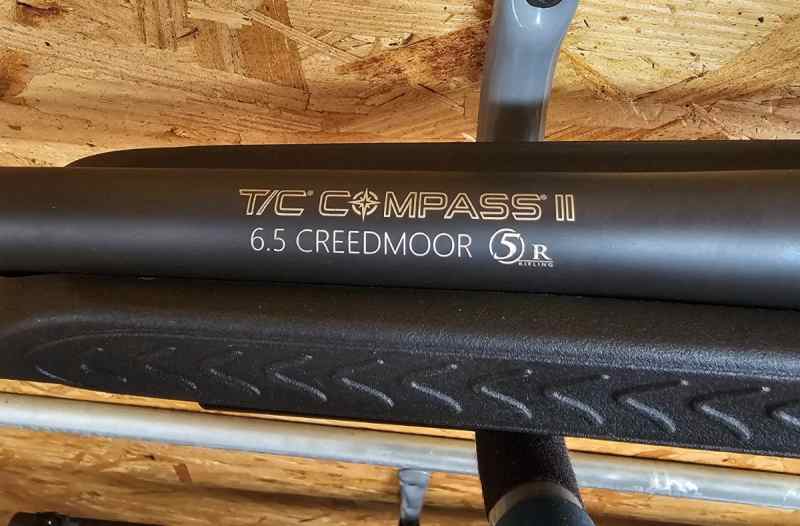 T/C® COMPASS® II
6.5 CREEDMOOR 5R
RIFLING